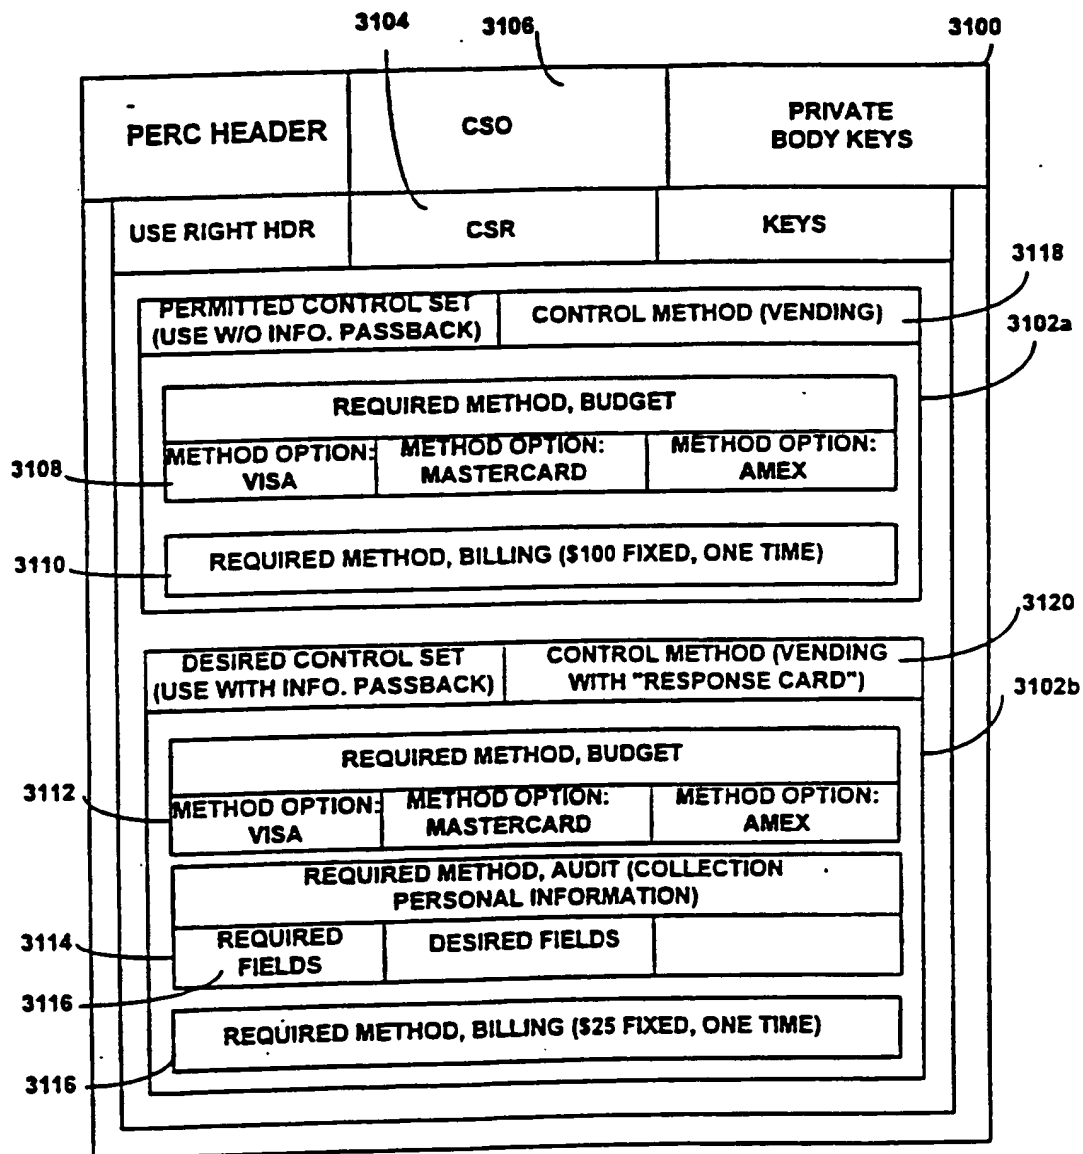 3104
3106
3100
PERC HEADER
CSO
PRIVATE
BODY KEYS
USE RIGHT HDR
CSR
KEYS
3118
PERMITTED CONTROL SET
(USE W/O INFO. PASSBACK)
CONTROL METHOD (VENDING)
3102a
REQUIRED METHOD, BUDGET
3108
METHOD OPTION:
VISA
METHOD OPTION:
MASTERCARD
METHOD OPTION:
AMEX
3110
REQUIRED METHOD, BILLING ($100 FIXED, ONE TIME)
3120
DESIRED CONTROL SET
(USE WITH INFO. PASSBACK)
CONTROL METHOD (VENDING
WITH "RESPONSE CARD")
3102b
REQUIRED METHOD, BUDGET
3112
METHOD OPTION:
VISA
METHOD OPTION:
MASTERCARD
METHOD OPTION:
AMEX
REQUIRED METHOD, AUDIT (COLLECTION
PERSONAL INFORMATION)
3114
REQUIRED
FIELDS
DESIRED FIELDS
3116
REQUIRED METHOD, BILLING ($25 FIXED, ONE TIME)
3116